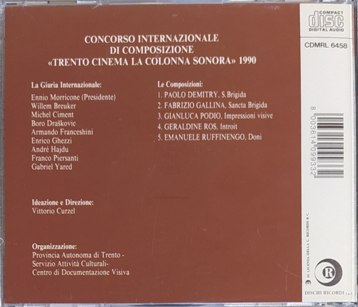 CONCORSO INTERNAZIONALE
DI COMPOSIZIONE
«TRENTO CINEMA LA COLONNA SONORA» 1990
La Giuria Internazionale:
Ennio Morricone (Presidente)
Willem Breuker
Michel Ciment
Boro Drašković
Armando Franceshini
Enrico Ghezzi
André Hajdu
Franco Piersanti
Gabriel Yared
Ideazione e Direzione:
Vittorio Curzel
Organizzazione:
Provincia Autonoma di Trento -
Servizio Attività Culturali-
Centro di Documentazione Visiva
Le Composizioni:
1. PAOLO DEMITRY, S.Brigida
2. FABRIZIO GALLINA, Sancta Brigida
3. GIANLUCA PODIO, Impressioni visive
4. GERALDINE ROS, Introit
5. EMANUELE RUFFINENGO, Doni
COMPACT
disc
DIGITAL AUDIO
CDMRL 6458
R